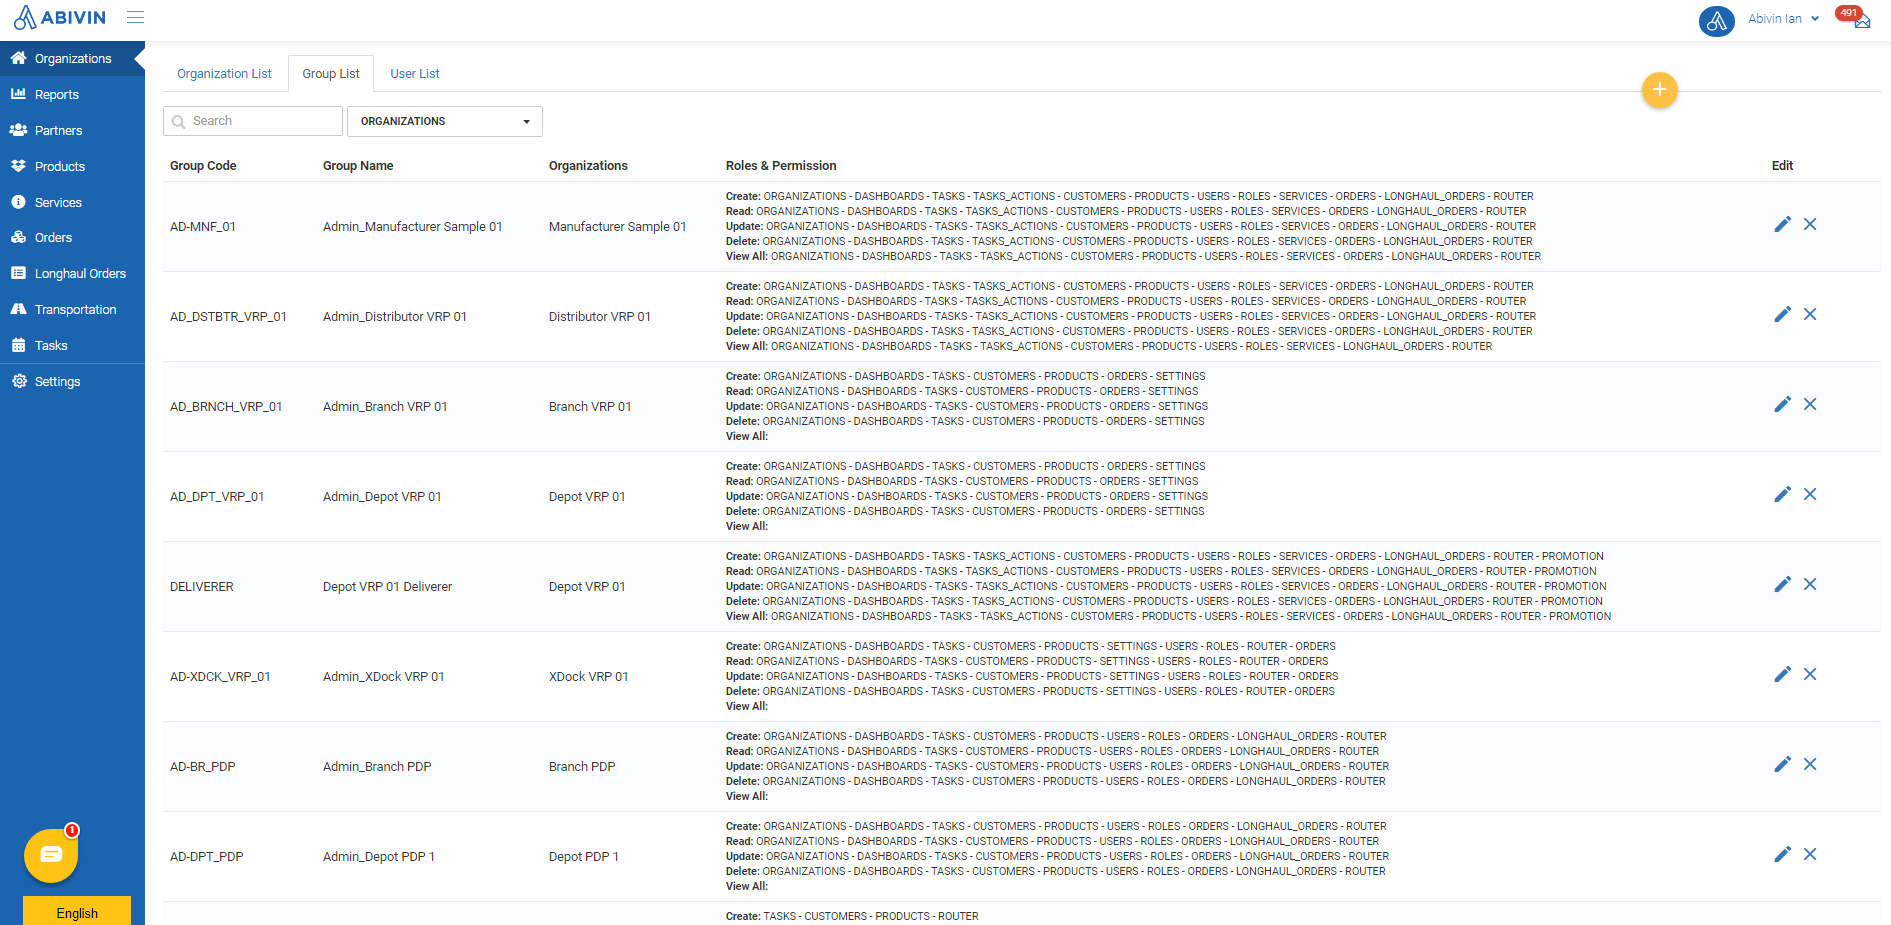 ABIVIN
Abivin Ian
491
Organizations
Reports
Partners
Products
Services
Orders
Longhaul Orders
Transportation
Tasks
Settings
1
English
Organization List
Group List
User List
+
Search
ORGANIZATIONS
Group Code Group Name Organizations Roles & Permission Edit
Create: ORGANIZATIONS - DASHBOARDS - TASKS - TASKS_ACTIONS - CUSTOMERS - PRODUCTS - USERS - ROLES - SERVICES - ORDERS - LONGHAUL_ORDERS - ROUTER
Read: ORGANIZATIONS - DASHBOARDS - TASKS - TASKS_ACTIONS - CUSTOMERS - PRODUCTS - USERS - ROLES - SERVICES - ORDERS - LONGHAUL_ORDERS - ROUTER
AD-MNF_01 Admin_Manufacturer Sample 01 Manufacturer Sample 01 Update: ORGANIZATIONS - DASHBOARDS - TASKS - TASKS_ACTIONS - CUSTOMERS - PRODUCTS - USERS - ROLES - SERVICES - ORDERS - LONGHAUL_ORDERS - ROUTER
Delete: ORGANIZATIONS - DASHBOARDS - TASKS - TASKS_ACTIONS - CUSTOMERS - PRODUCTS - USERS - ROLES - SERVICES - ORDERS - LONGHAUL_ORDERS - ROUTER
View All: ORGANIZATIONS - DASHBOARDS - TASKS - TASKS_ACTIONS - CUSTOMERS - PRODUCTS - USERS - ROLES - SERVICES - ORDERS - LONGHAUL_ORDERS - ROUTER
Create: ORGANIZATIONS - DASHBOARDS - TASKS - TASKS_ACTIONS - CUSTOMERS - PRODUCTS - USERS - ROLES - SERVICES - ORDERS - LONGHAUL_ORDERS - ROUTER
Read: ORGANIZATIONS - DASHBOARDS - TASKS - TASKS_ACTIONS - CUSTOMERS - PRODUCTS - USERS - ROLES - SERVICES - ORDERS - LONGHAUL_ORDERS - ROUTER
AD_DSTBTR_VRP_01 Admin_Distributor VRP 01 Distributor VRP 01 Update: ORGANIZATIONS - DASHBOARDS - TASKS - TASKS_ACTIONS - CUSTOMERS - PRODUCTS - USERS - ROLES - SERVICES - ORDERS - LONGHAUL_ORDERS - ROUTER
Delete: ORGANIZATIONS - DASHBOARDS - TASKS - TASKS_ACTIONS - CUSTOMERS - PRODUCTS - USERS - ROLES - SERVICES - ORDERS - LONGHAUL_ORDERS - ROUTER
View All: ORGANIZATIONS - DASHBOARDS - TASKS - TASKS_ACTIONS - CUSTOMERS - PRODUCTS - USERS - ROLES - SERVICES - LONGHAUL_ORDERS - ROUTER
Create: ORGANIZATIONS - DASHBOARDS - TASKS - CUSTOMERS - PRODUCTS - ORDERS - SETTINGS
Read: ORGANIZATIONS - DASHBOARDS - TASKS - CUSTOMERS - PRODUCTS - ORDERS - SETTINGS
AD_BRNCH_VRP_01 Admin_Branch VRP 01 Branch VRP 01 Update: ORGANIZATIONS - DASHBOARDS - TASKS - CUSTOMERS - PRODUCTS - ORDERS - SETTINGS
Delete: ORGANIZATIONS - DASHBOARDS - TASKS - CUSTOMERS - PRODUCTS - ORDERS - SETTINGS
View All:
Create: ORGANIZATIONS - DASHBOARDS - TASKS - CUSTOMERS - PRODUCTS - ORDERS - SETTINGS
Read: ORGANIZATIONS - DASHBOARDS - TASKS - CUSTOMERS - PRODUCTS - ORDERS - SETTINGS
AD_DPT_VRP_01 Admin_Depot VRP 01 Depot VRP 01 Update: ORGANIZATIONS - DASHBOARDS - TASKS - CUSTOMERS - PRODUCTS - ORDERS - SETTINGS
Delete: ORGANIZATIONS - DASHBOARDS - TASKS - CUSTOMERS - PRODUCTS - ORDERS - SETTINGS
View All:
Create: ORGANIZATIONS - DASHBOARDS - TASKS - TASKS_ACTIONS - CUSTOMERS - PRODUCTS - USERS - ROLES - SERVICES - ORDERS - LONGHAUL_ORDERS - ROUTER - PROMOTION
Read: ORGANIZATIONS - DASHBOARDS - TASKS - TASKS_ACTIONS - CUSTOMERS - PRODUCTS - USERS - ROLES - SERVICES - ORDERS - LONGHAUL_ORDERS - ROUTER - PROMOTION
DELIVERER Depot VRP 01 Deliverer Depot VRP 01 Update: ORGANIZATIONS - DASHBOARDS - TASKS - TASKS_ACTIONS - CUSTOMERS - PRODUCTS - USERS - ROLES - SERVICES - ORDERS - LONGHAUL_ORDERS - ROUTER - PROMOTION
Delete: ORGANIZATIONS - DASHBOARDS - TASKS - TASKS_ACTIONS - CUSTOMERS - PRODUCTS - USERS - ROLES - SERVICES - ORDERS - LONGHAUL_ORDERS - ROUTER - PROMOTION
View All: ORGANIZATIONS - DASHBOARDS - TASKS - TASKS_ACTIONS - CUSTOMERS - PRODUCTS - USERS - ROLES - SERVICES - ORDERS - LONGHAUL_ORDERS - ROUTER - PROMOTION
Create: ORGANIZATIONS - DASHBOARDS - TASKS - CUSTOMERS - PRODUCTS - SETTINGS - USERS - ROLES - ROUTER - ORDERS
Read: ORGANIZATIONS - DASHBOARDS - TASKS - CUSTOMERS - PRODUCTS - SETTINGS - USERS - ROLES - ROUTER - ORDERS
AD-XDCK_VRP_01 Admin_XDock VRP 01 XDock VRP 01 Update: ORGANIZATIONS - DASHBOARDS - TASKS - CUSTOMERS - PRODUCTS - SETTINGS - USERS - ROLES - ROUTER - ORDERS
Delete: ORGANIZATIONS - DASHBOARDS - TASKS - CUSTOMERS - PRODUCTS - SETTINGS - USERS - ROLES - ROUTER - ORDERS
View All:
Create: ORGANIZATIONS - DASHBOARDS - TASKS - CUSTOMERS - PRODUCTS - USERS - ROLES - ORDERS - LONGHAUL_ORDERS - ROUTER
Read: ORGANIZATIONS - DASHBOARDS - TASKS - CUSTOMERS - PRODUCTS - USERS - ROLES - ORDERS - LONGHAUL_ORDERS - ROUTER
AD-BR_PDP Admin_Branch PDP Branch PDP Update: ORGANIZATIONS - DASHBOARDS - TASKS - CUSTOMERS - PRODUCTS - USERS - ROLES - ORDERS - LONGHAUL_ORDERS - ROUTER
Delete: ORGANIZATIONS - DASHBOARDS - TASKS - CUSTOMERS - PRODUCTS - USERS - ROLES - ORDERS - LONGHAUL_ORDERS - ROUTER
View All:
Create: ORGANIZATIONS - DASHBOARDS - TASKS - CUSTOMERS - PRODUCTS - USERS - ROLES - ORDERS - LONGHAUL_ORDERS - ROUTER
Read: ORGANIZATIONS - DASHBOARDS - TASKS - CUSTOMERS - PRODUCTS - USERS - ROLES - ORDERS - LONGHAUL_ORDERS - ROUTER
AD-DPT_PDP Admin_Depot PDP 1 Depot PDP 1 Update: ORGANIZATIONS - DASHBOARDS - TASKS - CUSTOMERS - PRODUCTS - USERS - ROLES - ORDERS - LONGHAUL_ORDERS - ROUTER
Delete: ORGANIZATIONS - DASHBOARDS - TASKS - CUSTOMERS - PRODUCTS - USERS - ROLES - ORDERS - LONGHAUL_ORDERS - ROUTER
View All:
Create: TASKS - CUSTOMERS - PRODUCTS - ROUTER